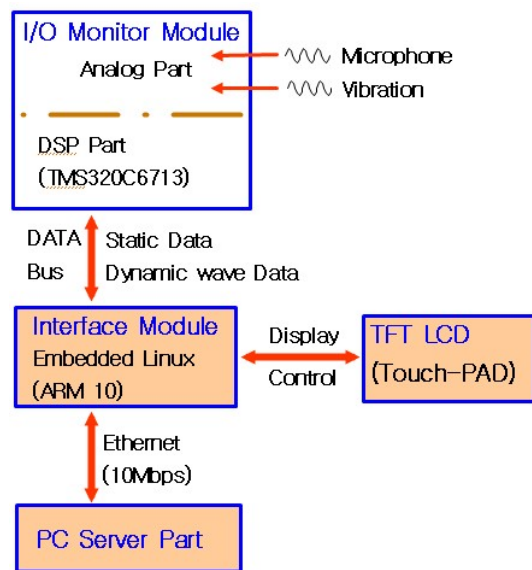 I/O Monitor Module
Analog Part
Microphone
Vibration
DSP Part
(TMS320C6713)
DATA
Bus
Static Data
Dynamic wave Data
Interface Module
Embedded Linux
(ARM 10)
Display
Control
TFT LCD
(Touch-PAD)
Ethernet
(10Mbps)
PC Server Part